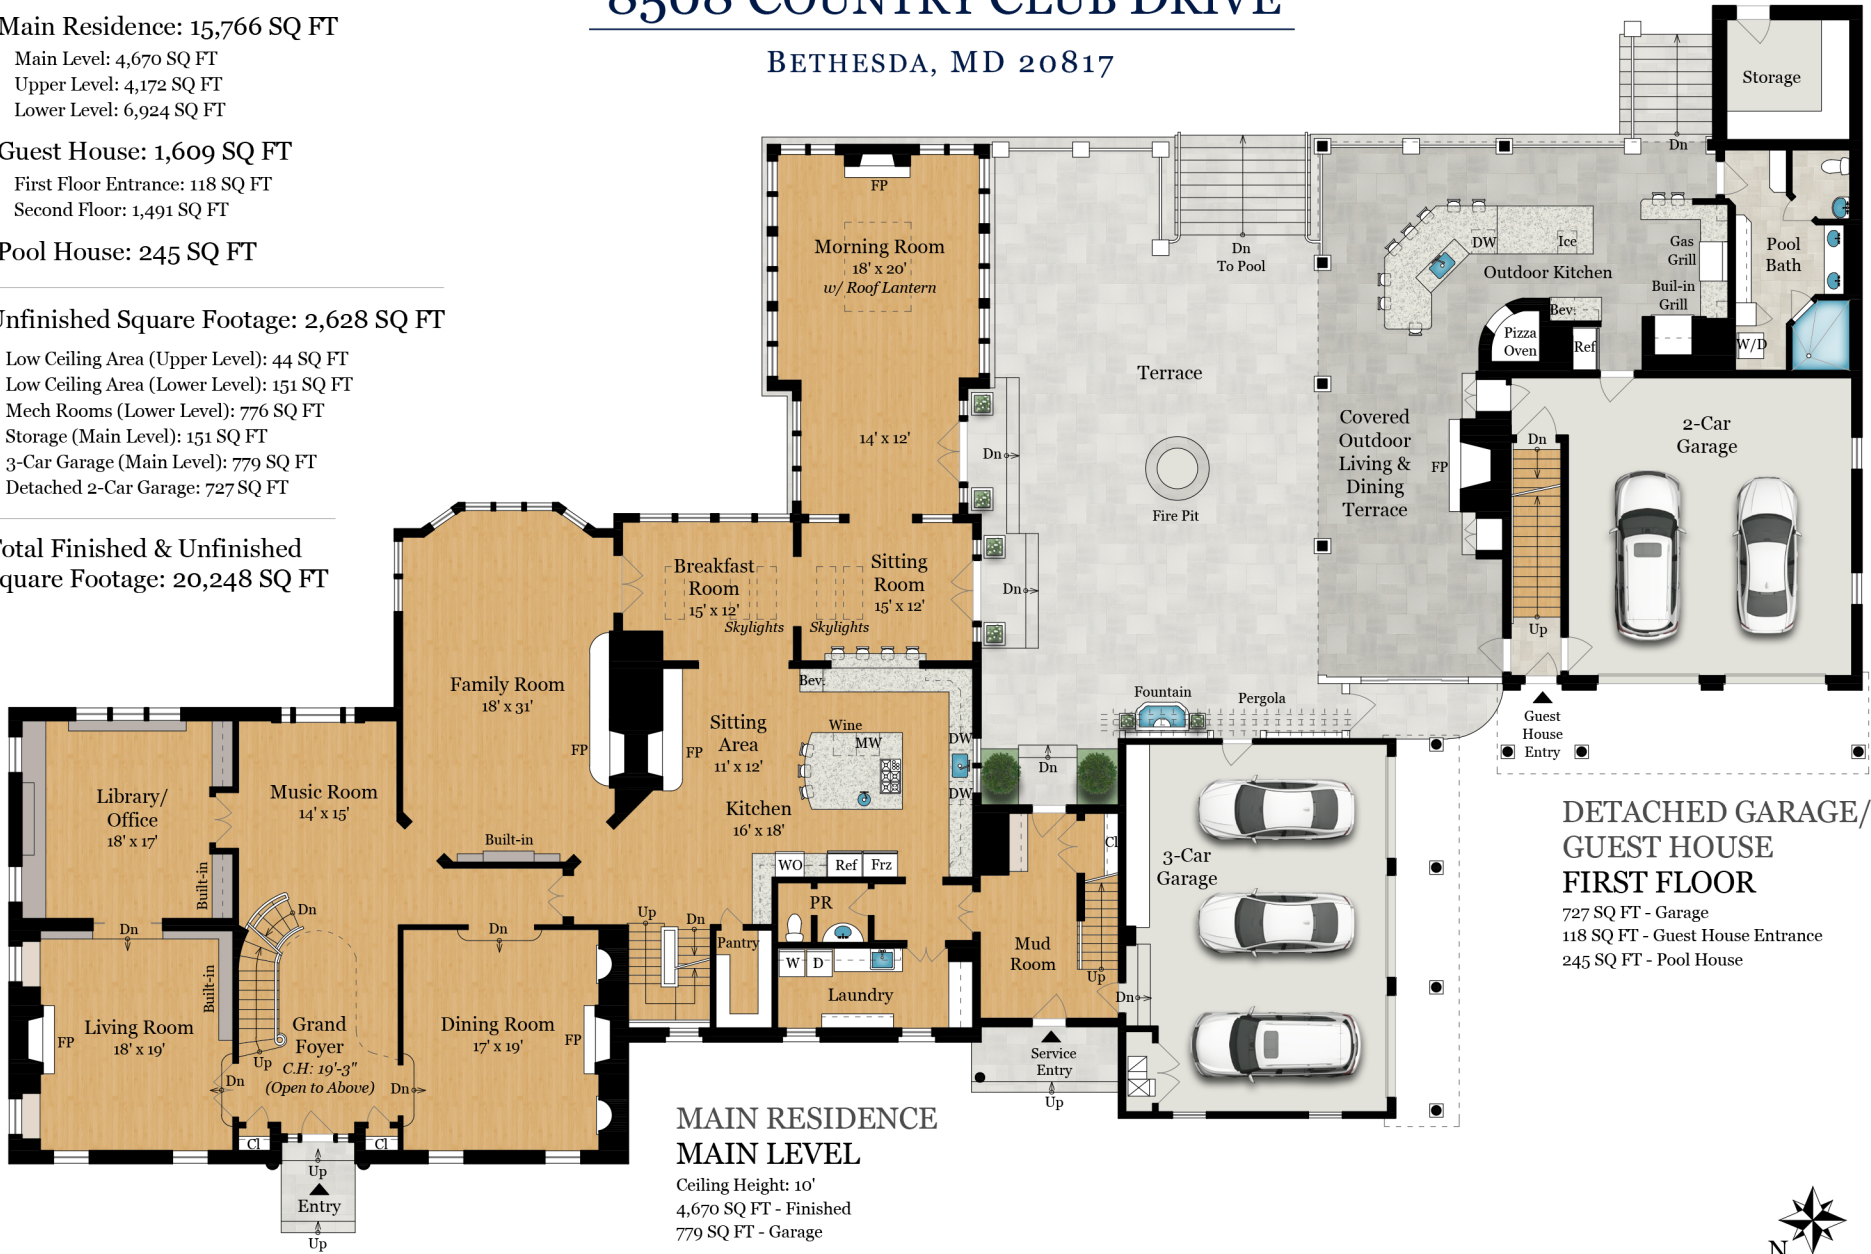 8508 COUNTRY CLUB DRIVE
BETHESDA, MD 20817
Main Residence: 15,766 SQ FT
Main Level: 4,670 SQ FT
Upper Level: 4,172 SQ FT
Lower Level: 6,924 SQ FT
Guest House: 1,609 SQ FT
First Floor Entrance: 118 SQ FT
Second Floor: 1,491 SQ FT
Pool House: 245 SQ FT
Unfinished Square Footage: 2,628 SQ FT
Low Ceiling Area (Upper Level): 44 SQ FT
Low Ceiling Area (Lower Level): 151 SQ FT
Mech Rooms (Lower Level): 776 SQ FT
Storage (Main Level): 151 SQ FT
3-Car Garage (Main Level): 779 SQ FT
Detached 2-Car Garage: 727 SQ FT
Total Finished & Unfinished
Square Footage: 20,248 SQ FT
Storage
Dn
FP
Morning Room
18' x 20'
w/ Roof Lantern
14' x 12'
Dn
To Pool
DW
Ice
Outdoor Kitchen
Gas
Grill
Buil-in
Grill
Bev.
Pizza
Oven
Ref
Pool
Bath
W/D
Terrace
Fire Pit
Dn
Dn
Covered
Outdoor
Living &
Dining
Terrace
FP
2-Car
Garage
Dn
Up
Breakfast
Room
15' x 12'
Skylights
Sitting
Room
15' x 12'
Skylights
Family Room
18' x 31'
FP
FP
Built-in
Sitting
Area
11' x 12'
Bev.
Wine
MW
DW
DW
Kitchen
16' x 18'
WO
Ref
Frz
Fountain
Pergola
Dn
Guest
House
Entry
Library/
Office
18' x 17'
Built-in
Music Room
14' x 15'
Dn
Dn
Dn
Up
Dn
Pantry
PR
W
D
Laundry
Mud
Room
Cl
Up
Dn
3-Car
Garage
Built-in
Living Room
18' x 19'
FP
Grand
Foyer
C.H: 19'-3"
(Open to Above)
Up
Dn
Dn
Dining Room
17' x 19'
FP
Cl
Cl
Up
Entry
Up
Service
Entry
Up
DETACHED GARAGE/
GUEST HOUSE
FIRST FLOOR
727 SQ FT - Garage
118 SQ FT - Guest House Entrance
245 SQ FT - Pool House
MAIN RESIDENCE
MAIN LEVEL
Ceiling Height: 10'
4,670 SQ FT - Finished
779 SQ FT - Garage
N